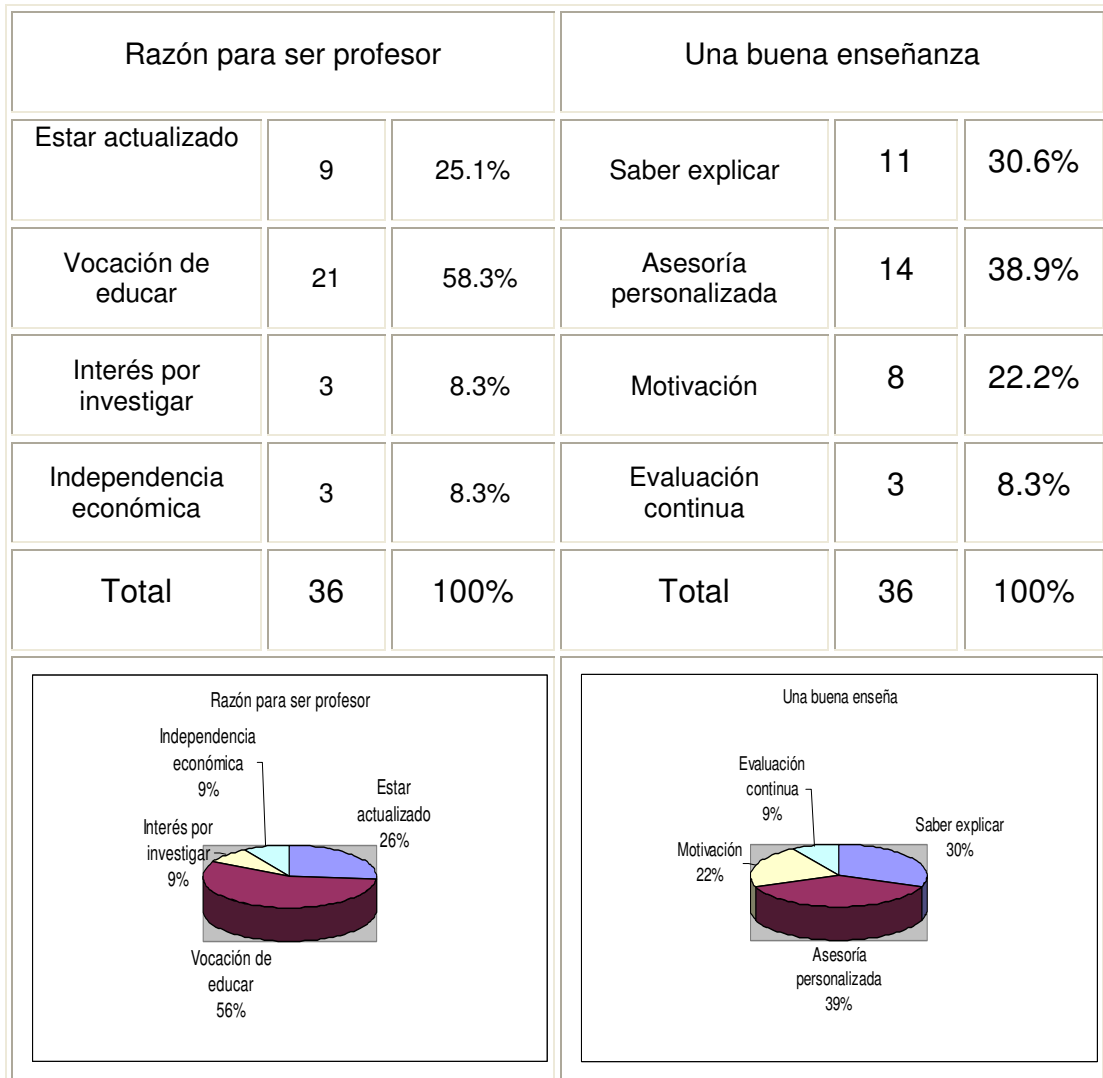 Razón para ser profesor
Una buena enseñanza
Estar actualizado
9
25.1%
Saber explicar
11
30.6%
Vocación de
educar
21
58.3%
Asesoría
personalizada
14
38.9%
Interés por
investigar
3
8.3%
Motivación
8
22.2%
Independencia
económica
3
8.3%
Evaluación
continua
3
8.3%
Total
36
100%
Total
36
100%
Razón para ser profesor
Independencia
económica
9%
Estar
actualizado
26%
Interés por
investigar
9%
Vocación de
educar
56%
Una buena enseña
Evaluación
continua
9%
Saber explicar
30%
Motivación
22%
Asesoría
personalizada
39%